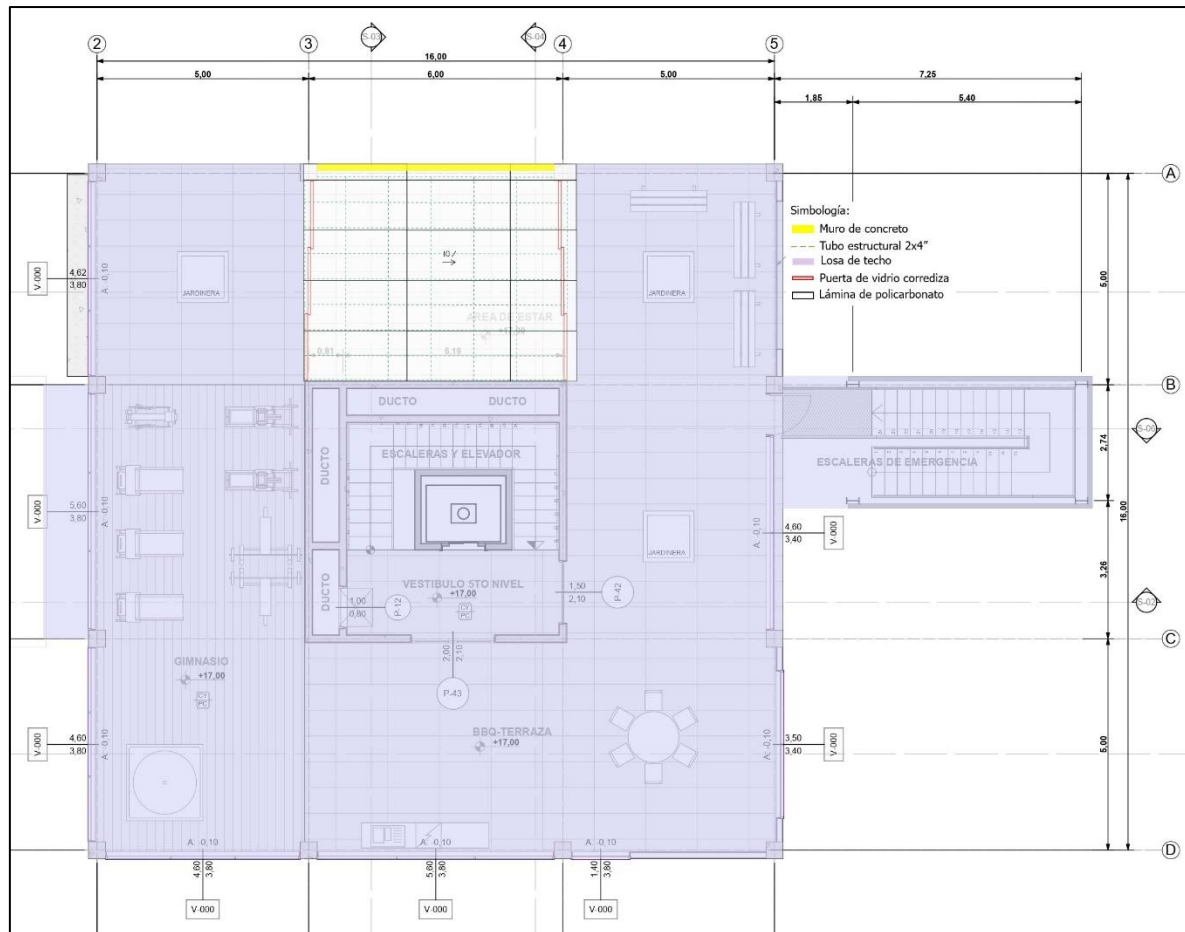 S-03
S-04
2
3
4
5
16,00
5,00
6,00
5,00
7,25
1,85
5,40
A
Simbología:
Muro de concreto
Tubo estructural 2x4”
Losa de techo
Puerta de vidrio corrediza
Lámina de policarbonato
V-000
4,62
3,80
A: -0,10
JARDINERA
JARDINERA
5,00
ÁREA DE ESTAR
+17,00
0,81
5,19
B
DUCTO
DUCTO
DUCTO
ESCALERAS Y ELEVADOR
ESCALERAS DE EMERGENCIA
2,74
S-06
16,00
V-000
5,60
3,80
A: -0,10
JARDINERA
A: -0,10
4,60
3,40
V-000
3,26
DUCTO
VESTIBULO 5TO NIVEL
+17,00
C1
PC
1,00
0,80
P-12
1,50
2,10
P-42
S-02
C
GIMNASIO
+17,00
C1
PC
2,00
2,10
P-43
BBQ-TERRAZA
+17,00
V-000
4,60
3,80
A: -0,10
A: -0,10
3,50
3,40
V-000
5,00
A: -0,10
A: -0,10
A: -0,10
D
4,60
3,80
5,60
3,80
1,40
3,80
V-000
V-000
V-000